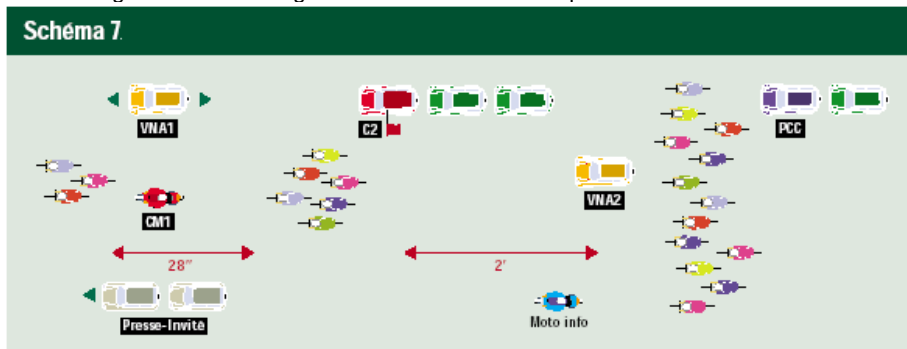 Schéma 7.
VNA1
C2
PCC
VNA2
CM1
28"
2'
Presse-Invité
Moto info